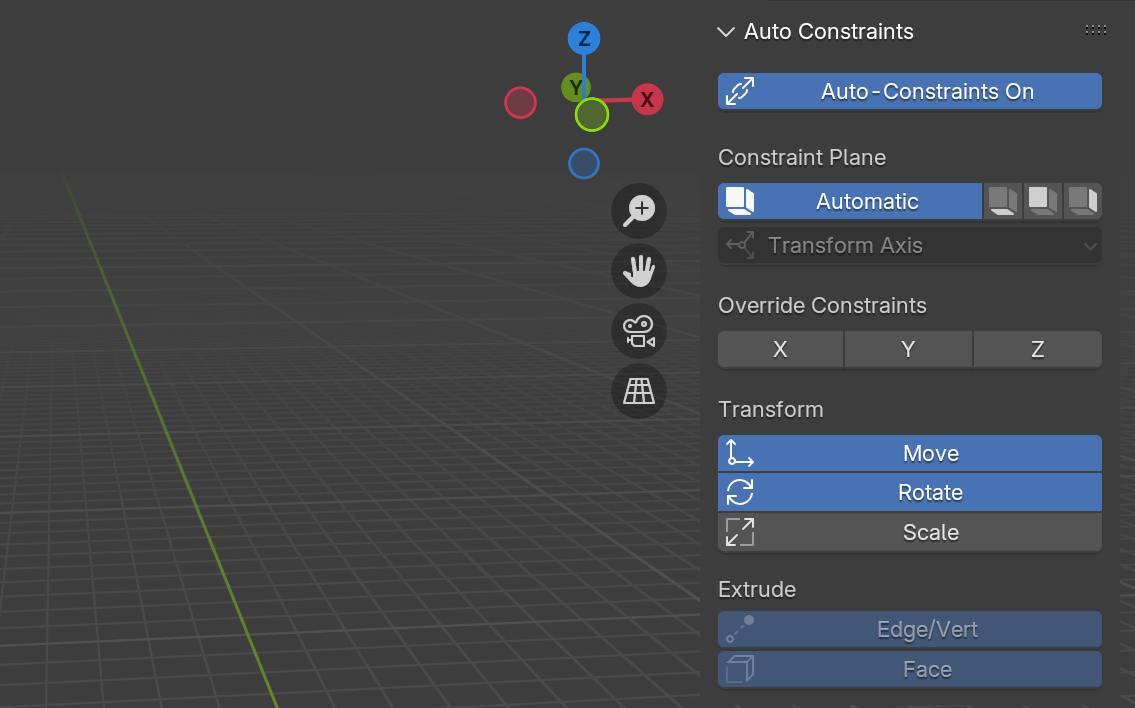 Z
Y
X
Auto Constraints
Auto-Constraints On
Constraint Plane
Automatic
Transform Axis
Override Constraints
X Y Z
Transform
Move
Rotate
Scale
Extrude
Edge/Vert
Face